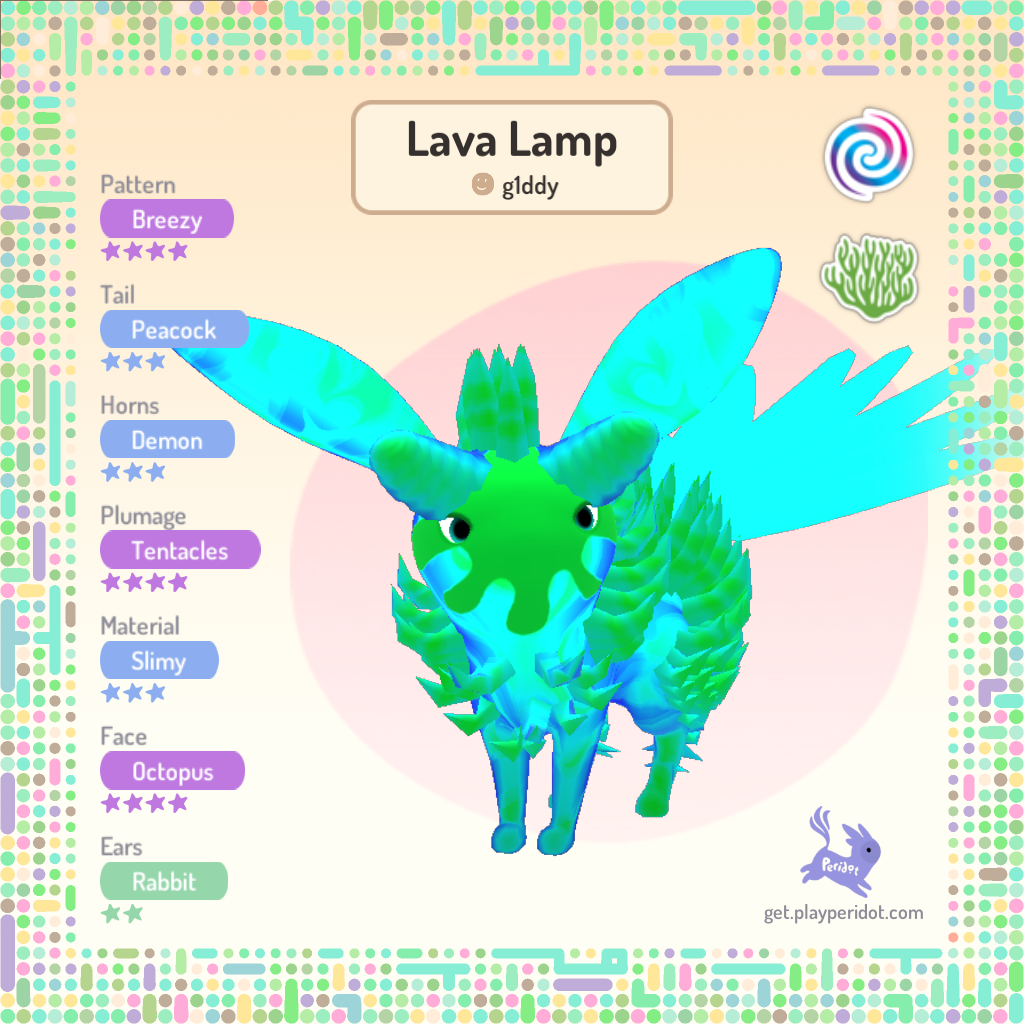 Lava Lamp
g1ddy
Pattern
Breezy
Tail
Peacock
Horns
Demon
Plumage
Tentacles
Material
Slimy
Face
Octopus
Ears
Rabbit
Peridot
get.playperidot.com